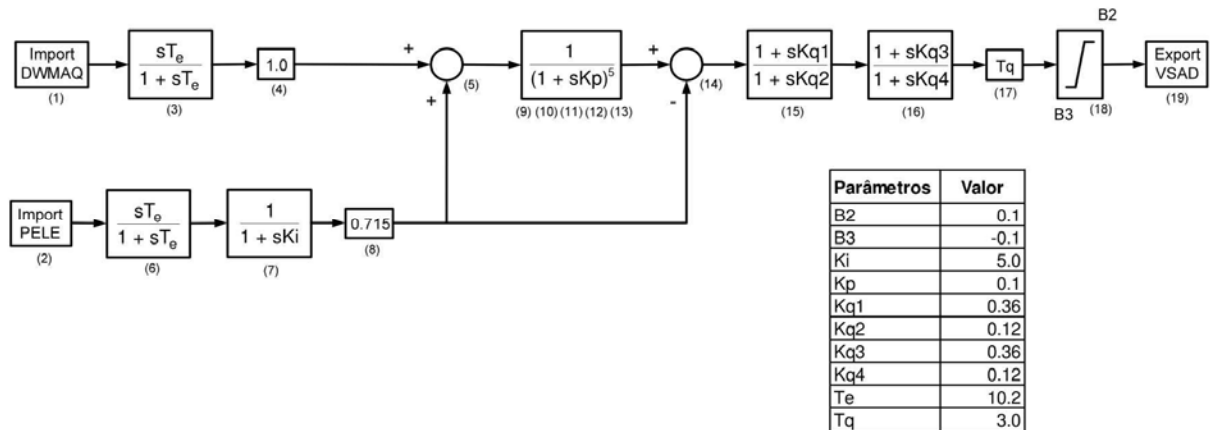 B2
Import
DWMAQ
(1)
sTe
1 + sTe
(3)
1.0
(4)
+
+
(5)
1
(1 + sKp)5
(9) (10) (11) (12) (13)
+
-
(14)
1 + sKq1
1 + sKq2
(15)
1 + sKq3
1 + sKq4
(16)
Tq
(17)
B3
(18)
Export
VSAD
(19)
Import
PELE
(2)
sTe
1 + sTe
(6)
1
1 + sKi
(7)
0.715
(8)
Parâmetros Valor
B2 0.1
B3 -0.1
Ki 5.0
Kp 0.1
Kq1 0.36
Kq2 0.12
Kq3 0.36
Kq4 0.12
Te 10.2
Tq 3.0